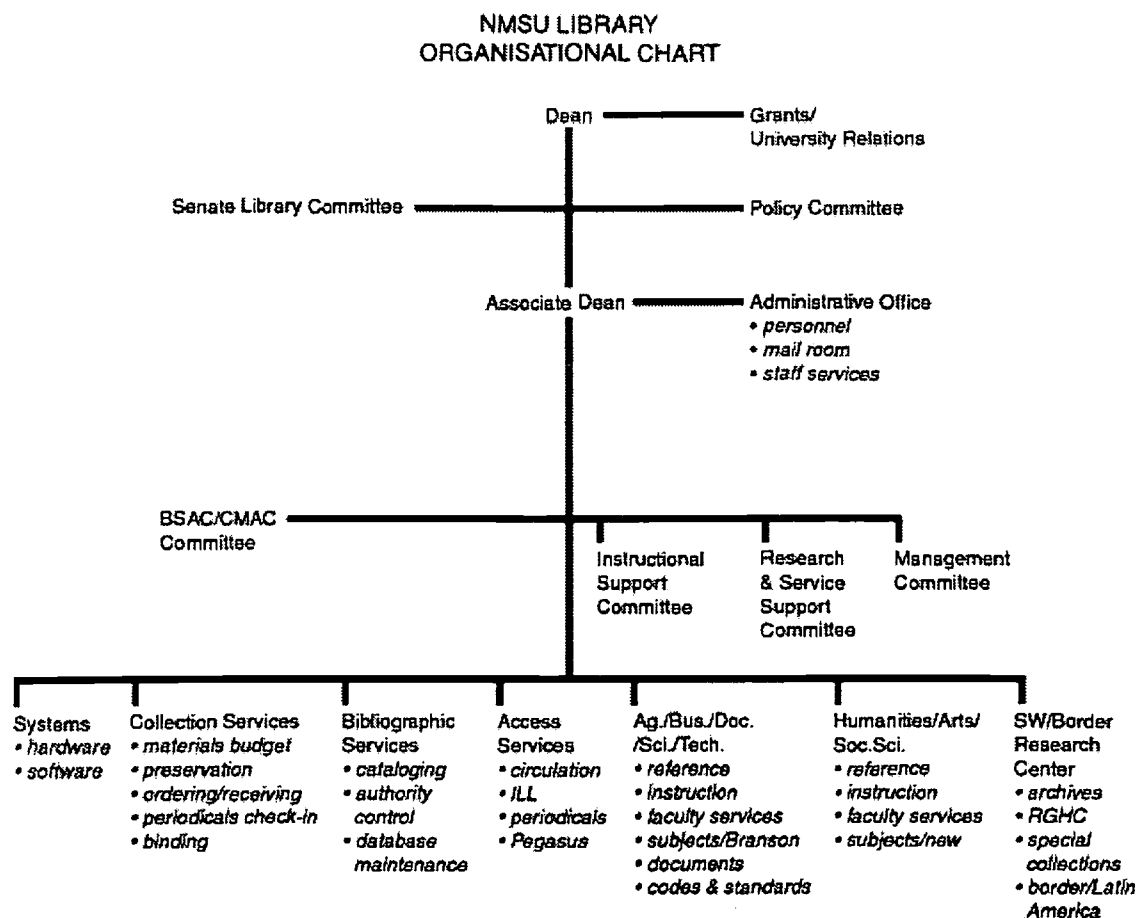 NMSU LIBRARY
ORGANISATIONAL CHART
Dean
Grants/
University Relations
Senate Library Committee
Policy Committee
Associate Dean
Administrative Office
• personnel
• mail room
• staff services
BSAC/CMAC
Committee
Instructional
Support
Committee
Research
& Service
Support
Committee
Management
Committee
Systems
• hardware
• software
Collection Services
• materials budget
• preservation
• ordering/receiving
• periodicals check-in
• binding
Bibliographic
Services
• cataloging
• authority
control
• database
maintenance
Access
Services
• circulation
• ILL
• periodicals
• Pegasus
Ag./Bus./Doc.
/Sci./Tech.
• reference
• instruction
• faculty services
• subjects/Branson
• documents
• codes & standards
Humanities/Arts/
Soc.Sci.
• reference
• instruction
• faculty services
• subjects/new
SW/Border
Research
Center
• archives
• RGHC
• special
collections
• border/Latin
America